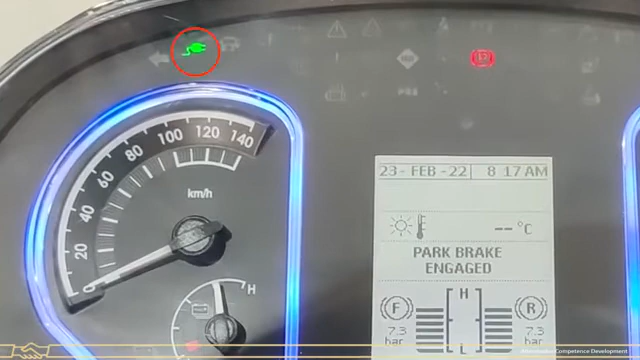 23 - FEB - 22 8 17 AM
-- °C
PARK BRAKE
ENGAGED
F H R
7.3 7.3
bar bar
L
0 20 40 60 80 100 120 140
km/h
H
Competence Development